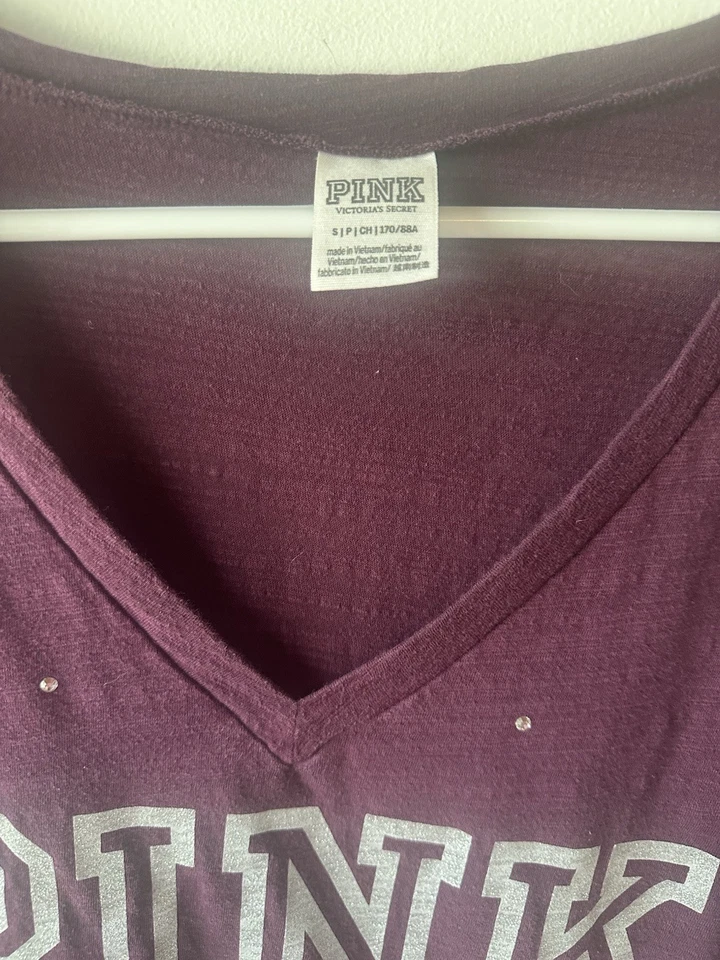 PINK
VICTORIA'S SECRET
S|P|CH|170/88A
made in Vietnam/fabriqué au
Vietnam/hecho en Vietnam/
fabbricato in Vietnam/
PINK